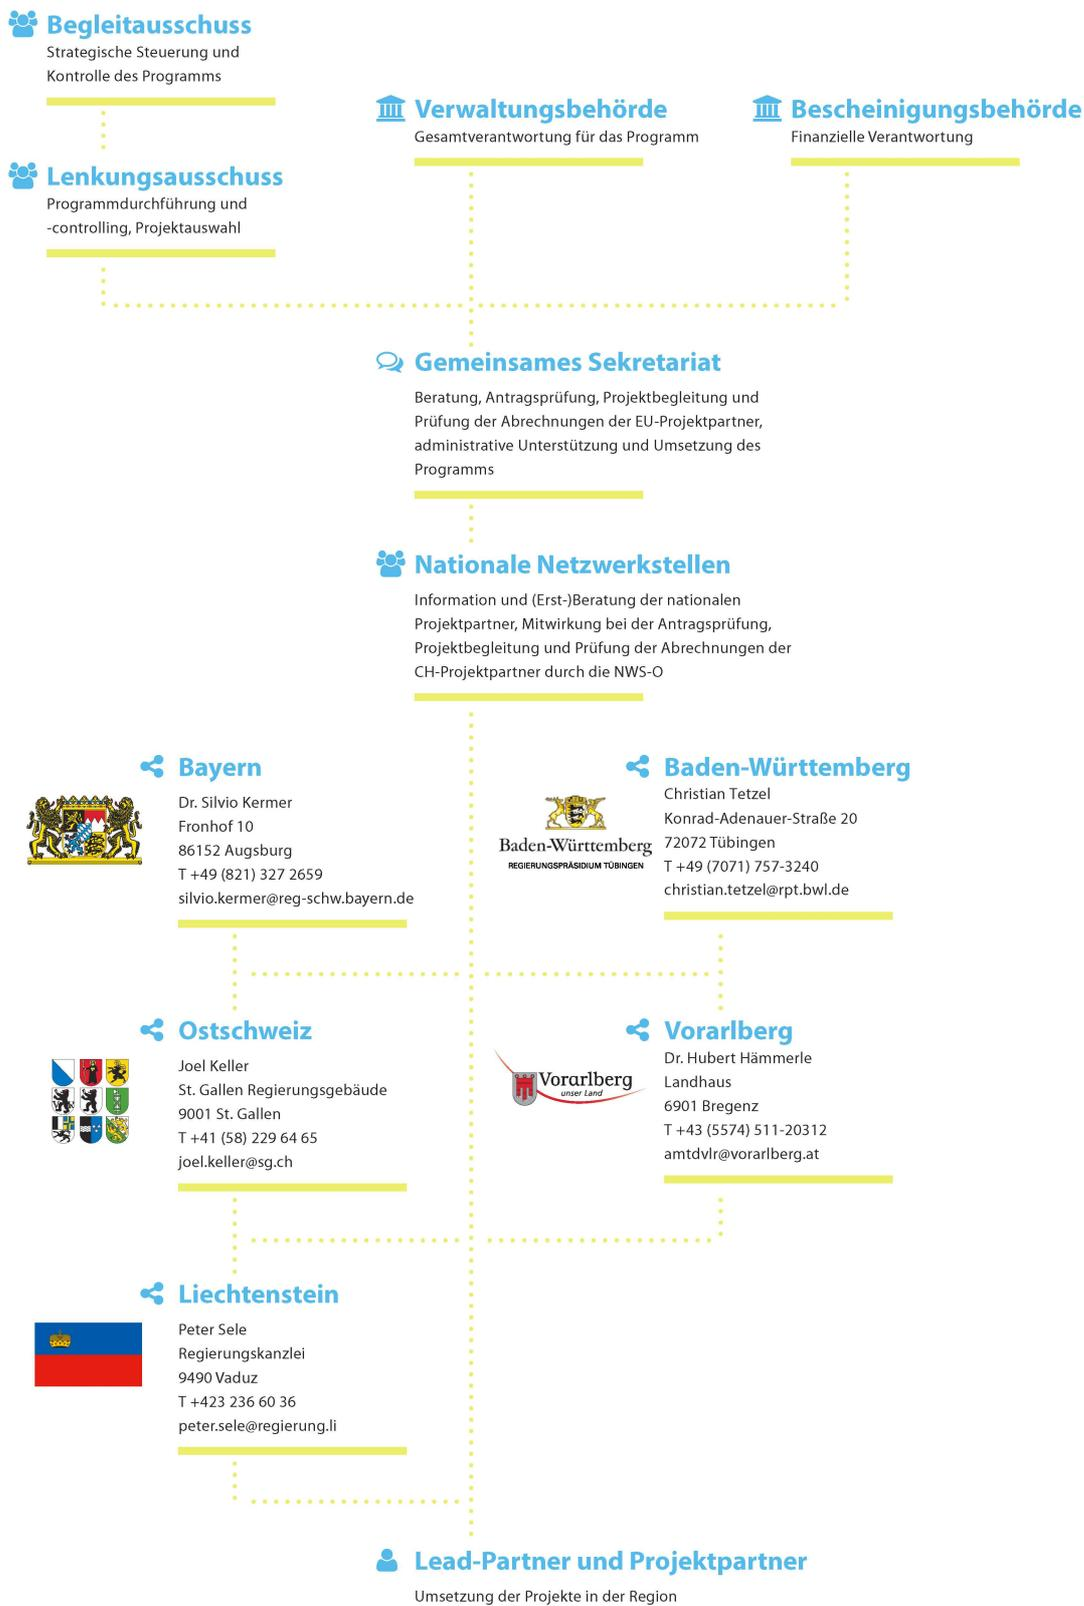 Begleitausschuss
Strategische Steuerung und
Kontrolle des Programms
Verwaltungsbehörde
Gesamtverantwortung für das Programm
Bescheinigungsbehörde
Finanzielle Verantwortung
Lenkungsausschuss
Programmdurchführung und
-controlling, Projektauswahl
Gemeinsames Sekretariat
Beratung, Antragsprüfung, Projektbegleitung und
Prüfung der Abrechnungen der EU-Projektpartner,
administrative Unterstützung und Umsetzung des
Programms
Nationale Netzwerkstellen
Information und (Erst-)Beratung der nationalen
Projektpartner, Mitwirkung bei der Antragsprüfung,
Projektbegleitung und Prüfung der Abrechnungen der
CH-Projektpartner durch die NWS-O
Bayern
Dr. Silvio Kermer
Fronhof 10
86152 Augsburg
T +49 (821) 327 2659
silvio.kermer@reg-schw.bayern.de
Baden-Württemberg
REGIERUNGSPRÄSIDIUM TÜBINGEN
Baden-Württemberg
Christian Tetzel
Konrad-Adenauer-Straße 20
72072 Tübingen
T +49 (7071) 757-3240
christian.tetzel@rpt.bwl.de
Ostschweiz
Joel Keller
St. Gallen Regierungsgebäude
9001 St. Gallen
T +41 (58) 229 64 65
joel.keller@sg.ch
Vorarlberg
unser Land
Vorarlberg
Dr. Hubert Hämmerle
Landhaus
6901 Bregenz
T +43 (5574) 511-20312
amtdvlr@vorarlberg.at
Liechtenstein
Peter Sele
Regierungskanzlei
9490 Vaduz
T +423 236 60 36
peter.sele@regierung.li
Lead-Partner und Projektpartner
Umsetzung der Projekte in der Region